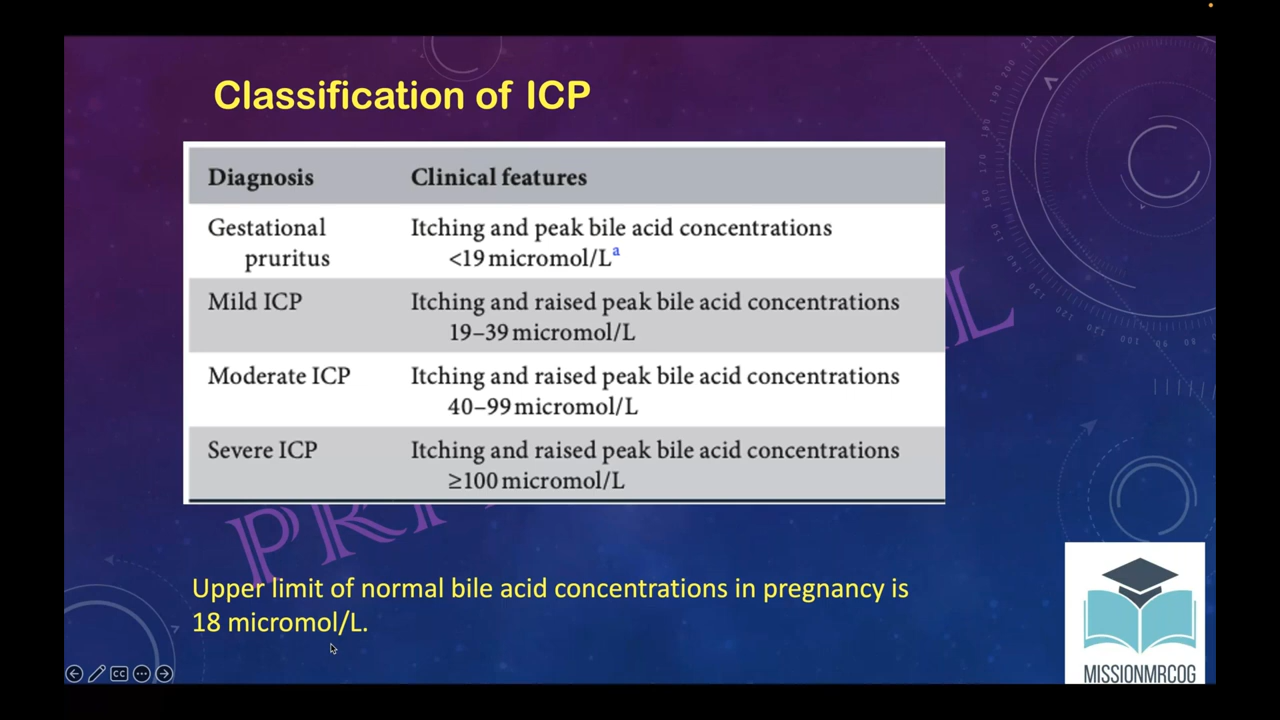 Classification of ICP
Diagnosis Clinical features
Gestational pruritus Itching and peak bile acid concentrations
<19 micromol/Lᵃ
Mild ICP Itching and raised peak bile acid concentrations
19–39 micromol/L
Moderate ICP Itching and raised peak bile acid concentrations
40–99 micromol/L
Severe ICP Itching and raised peak bile acid concentrations
≥100 micromol/L
Upper limit of normal bile acid concentrations in pregnancy is
18 micromol/L.
MISSIONMRCOG